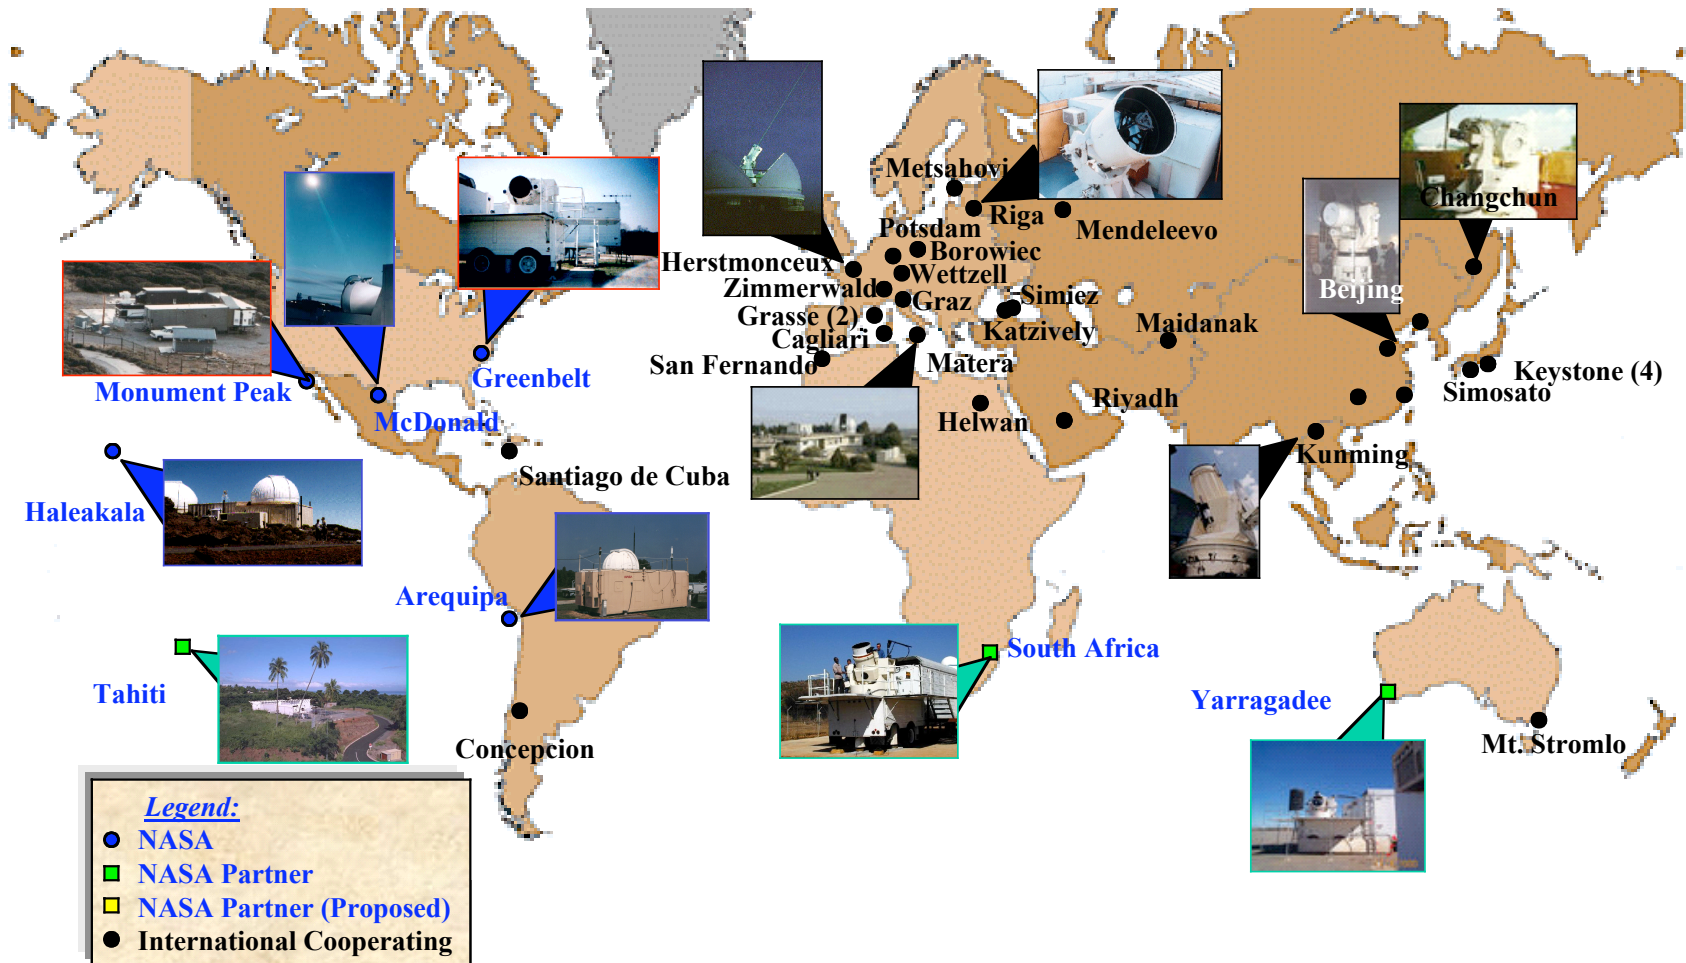 Metsahovi
Riga
Mendeleevo
Changchun
Potsdam
Borowiec
Herstmonceux
Wettzell
Zimmerwald
Graz
Simiez
Beijing
Grasse (2)
Katzively
Maidanak
Cagliari
San Fernando
Matera
Keystone (4)
Simosato
Monument Peak
Greenbelt
McDonald
Helwan
Riyadh
Kunming
Santiago de Cuba
Haleakala
Arequipa
South Africa
Tahiti
Yarragadee
Mt. Stromlo
Concepcion
Legend:
NASA
NASA Partner
NASA Partner (Proposed)
International Cooperating